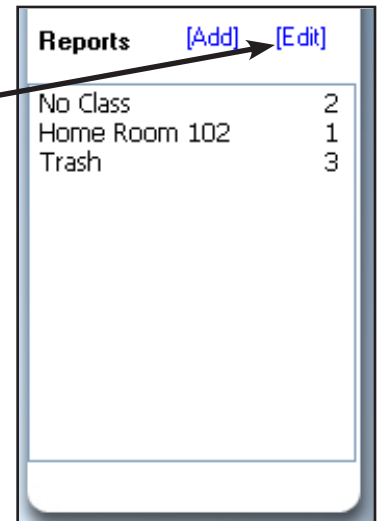 Reports [Add] [Edit]
No Class 2
Home Room 102 1
Trash 3